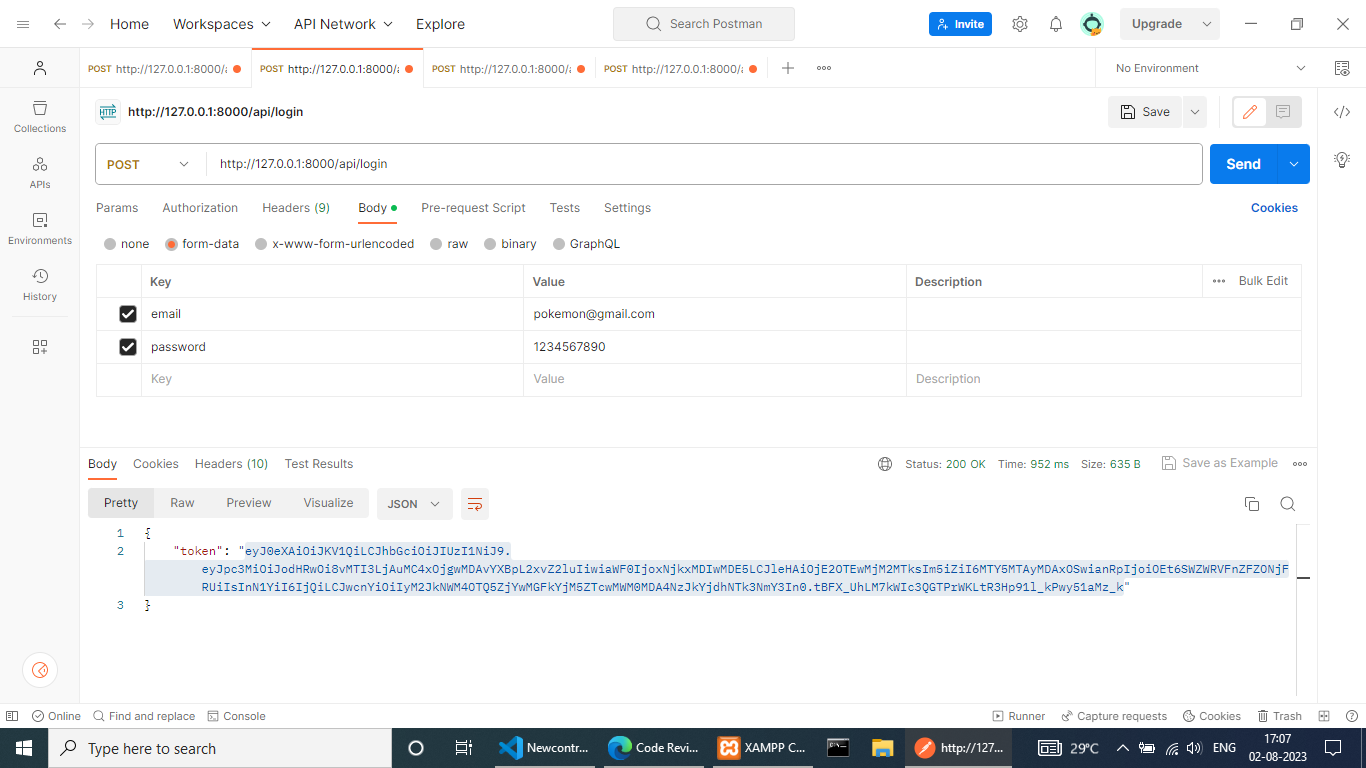 Home Workspaces API Network Explore Search Postman Invite Upgrade
POST http://127.0.0.1:8000/a POST http://127.0.0.1:8000/a POST http://127.0.0.1:8000/a POST http://127.0.0.1:8000/a No Environment
HTTP http://127.0.0.1:8000/api/login Save
Collections
APIs
Environments
History
POST http://127.0.0.1:8000/api/login Send
Params Authorization Headers (9) Body Pre-request Script Tests Settings Cookies
none form-data x-www-form-urlencoded raw binary GraphQL
Key Value Description Bulk Edit
email pokemon@gmail.com
password 1234567890
Key Value Description
Body Cookies Headers (10) Test Results Status: 200 OK Time: 952 ms Size: 635 B Save as Example
Pretty Raw Preview Visualize JSON
1 {
2 "token": "eyJ0eXAiOiJKV1QiLCJhbGciOiJIUzI1NiJ9.
eyJpc3MiOiJodHRwOi8vMTI3LjAuMC4xOjgwMDAvYXBpL2xvZ2luIiwiaWF0IjoxNjkxMDIwMDE5LCJleHAiOjE2OTEwMjM2MTksIm5iZiI6MTY5MTAyMDAxOSwianRpIjoiOEt6SWZWRVFnZFZONjF
RUiIsInN1YiI6IjQiLCJwcnYiOiIyM2JkNWM4OTQ5ZjYwMGFkYjM5ZTcwMWM0MDA4NzJkYjdhNTk3NmY3In0.tBFX_UhLM7kWIc3QGTPrWKLtR3Hp91l_kPwy51aMz_k"
3 }
Online Find and replace Console Runner Capture requests Cookies Trash
Type here to search Newcontr... Code Revi... XAMPP C... http://127... 29°C ENG 17:07
02-08-2023